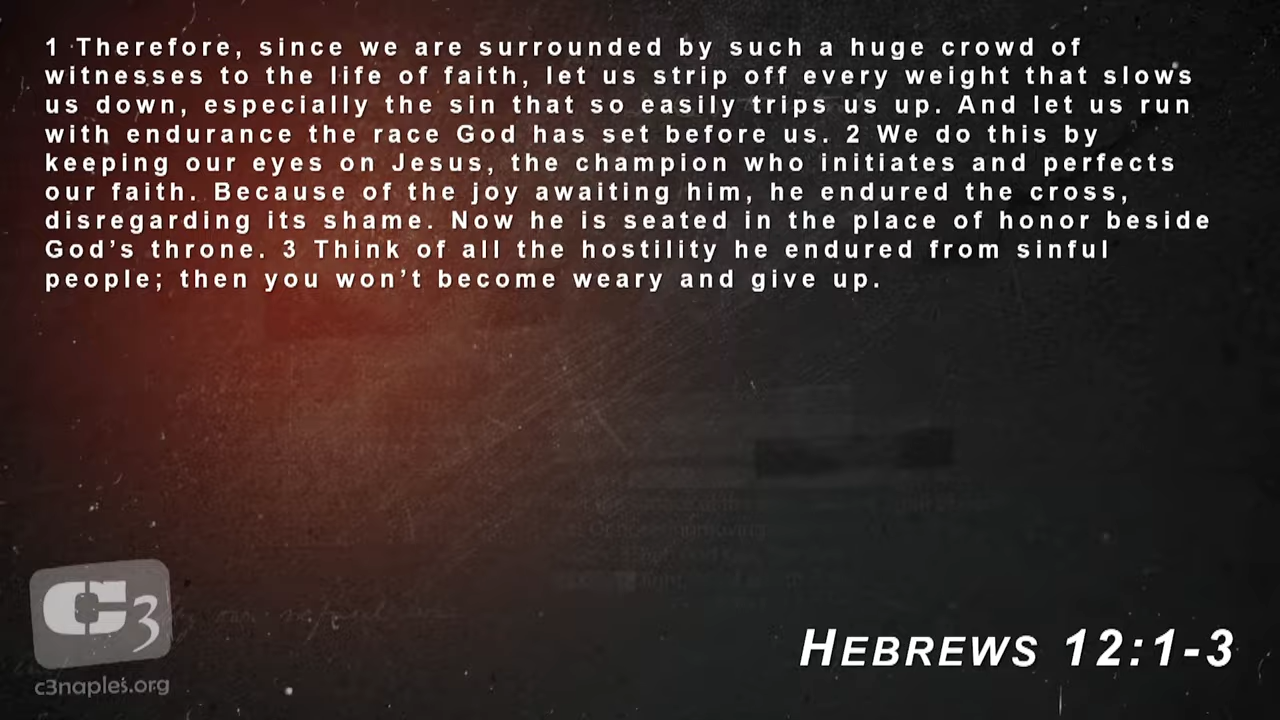 1 Therefore, since we are surrounded by such a huge crowd of
witnesses to the life of faith, let us strip off every weight that slows
us down, especially the sin that so easily trips us up. And let us run
with endurance the race God has set before us. 2 We do this by
keeping our eyes on Jesus, the champion who initiates and perfects
our faith. Because of the joy awaiting him, he endured the cross,
disregarding its shame. Now he is seated in the place of honor beside
God’s throne. 3 Think of all the hostility he endured from sinful
people; then you won’t become weary and give up.
C3
c3naples.org
HEBREWS 12:1-3